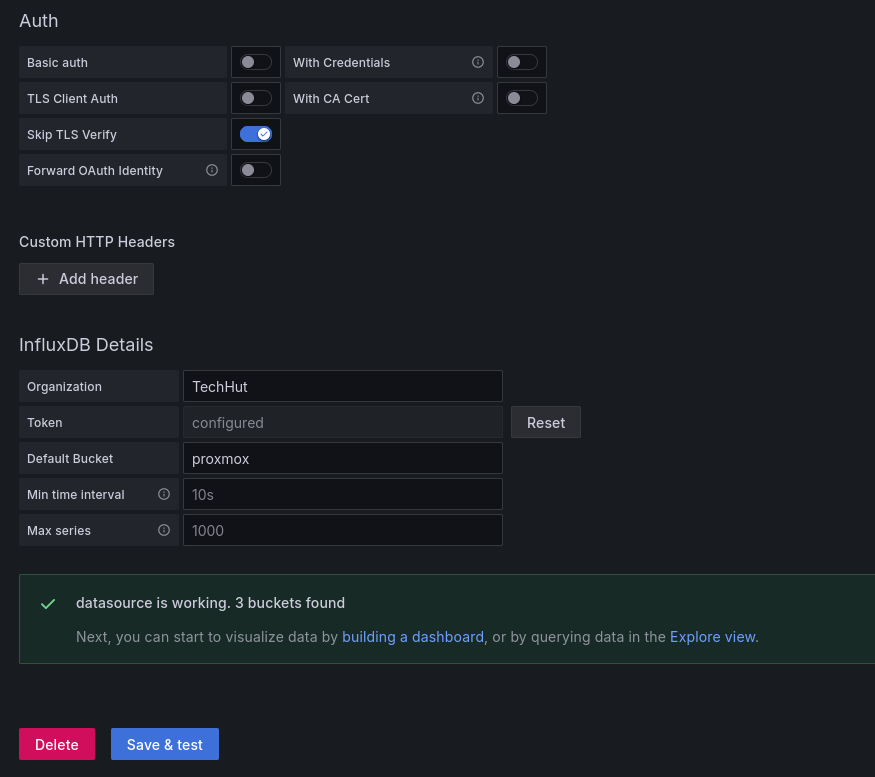 Auth
Basic auth With Credentials
TLS Client Auth With CA Cert
Skip TLS Verify
Forward OAuth Identity
Custom HTTP Headers
+ Add header
InfluxDB Details
Organization TechHut
Token configured Reset
Default Bucket proxmox
Min time interval 10s
Max series 1000
datasource is working. 3 buckets found
Next, you can start to visualize data by building a dashboard, or by querying data in the Explore view.
Delete Save & test